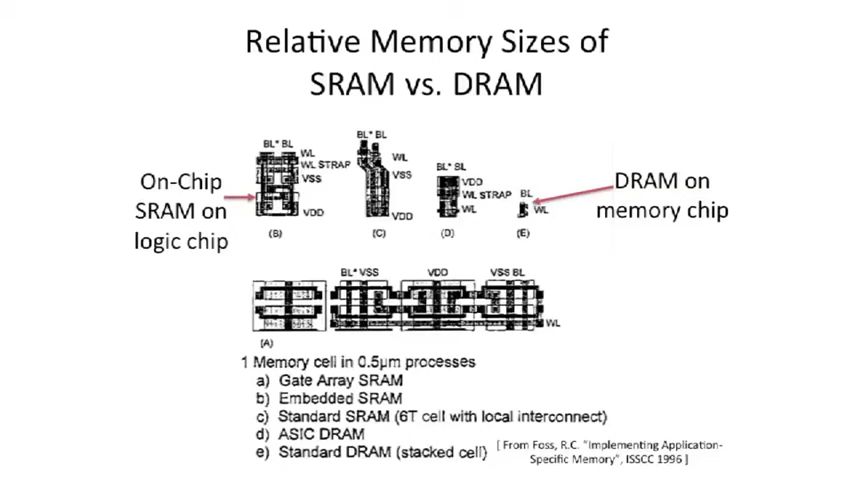 Relative Memory Sizes of
SRAM vs. DRAM
On-Chip
SRAM on
logic chip
BL* BL
WL
WL STRAP
VSS
VDD
(B)
BL* BL
WL
VSS
VDD
(C)
BL* BL
VDD
WL STRAP
WL
(D)
BL
WL
(E)
DRAM on
memory chip
BL* VSS
VDD
VSS BL
WL
(A)
1 Memory cell in 0.5µm processes
a) Gate Array SRAM
b) Embedded SRAM
c) Standard SRAM (6T cell with local interconnect)
d) ASIC DRAM
e) Standard DRAM (stacked cell)
[ From Foss, R.C. "Implementing Application-
Specific Memory", ISSCC 1996 ]